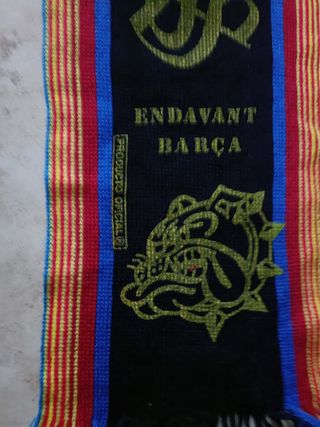 ENDAVANT
BARÇA
PRODUCTO OFICIAL ®